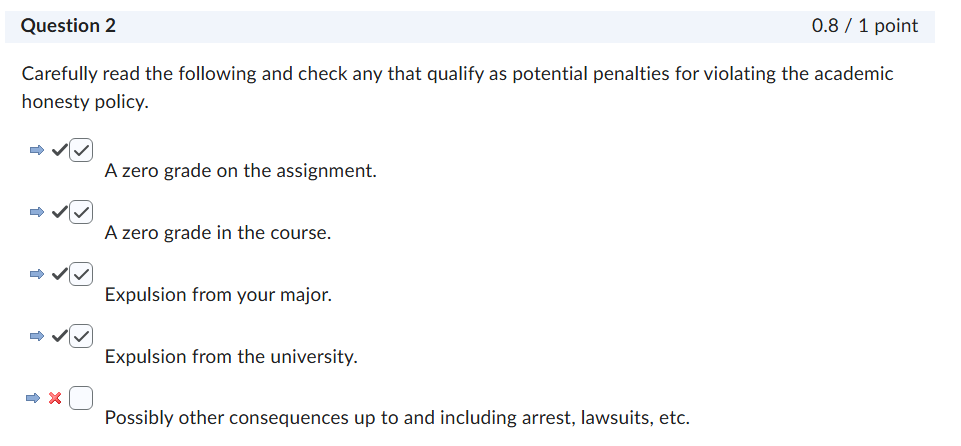 Question 2 0.8 / 1 point
Carefully read the following and check any that qualify as potential penalties for violating the academic
honesty policy.
A zero grade on the assignment.
A zero grade in the course.
Expulsion from your major.
Expulsion from the university.
Possibly other consequences up to and including arrest, lawsuits, etc.